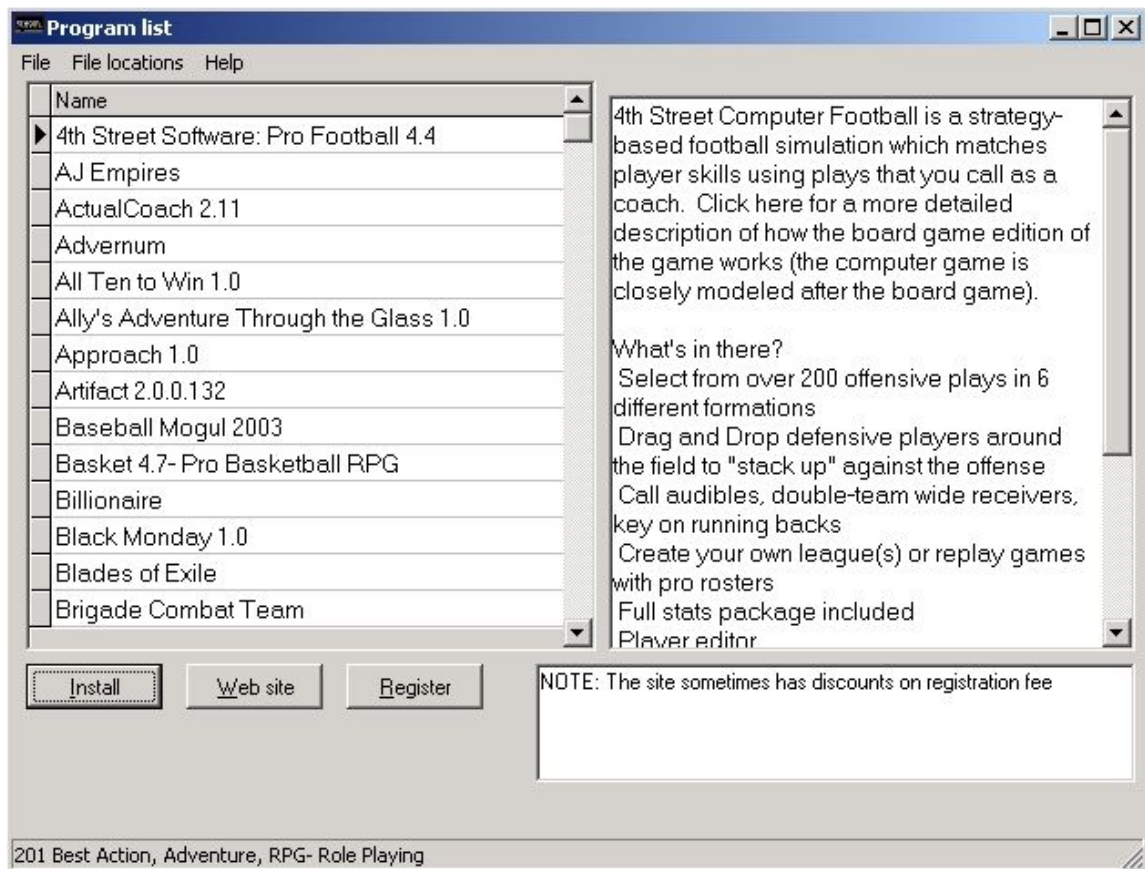 Program list
File File locations Help
Name
4th Street Software: Pro Football 4.4
AJ Empires
ActualCoach 2.11
Advernum
All Ten to Win 1.0
Ally's Adventure Through the Glass 1.0
Approach 1.0
Artifact 2.0.0.132
Baseball Mogul 2003
Basket 4.7- Pro Basketball RPG
Billionaire
Black Monday 1.0
Blades of Exile
Brigade Combat Team
4th Street Computer Football is a strategy-
based football simulation which matches
player skills using plays that you call as a
coach. Click here for a more detailed
description of how the board game edition of
the game works (the computer game is
closely modeled after the board game).
What's in there?
Select from over 200 offensive plays in 6
different formations
Drag and Drop defensive players around
the field to "stack up" against the offense
Call audibles, double-team wide receivers,
key on running backs
Create your own league(s) or replay games
with pro rosters
Full stats package included
Player editor
Install Web site Register
NOTE: The site sometimes has discounts on registration fee
201 Best Action, Adventure, RPG- Role Playing